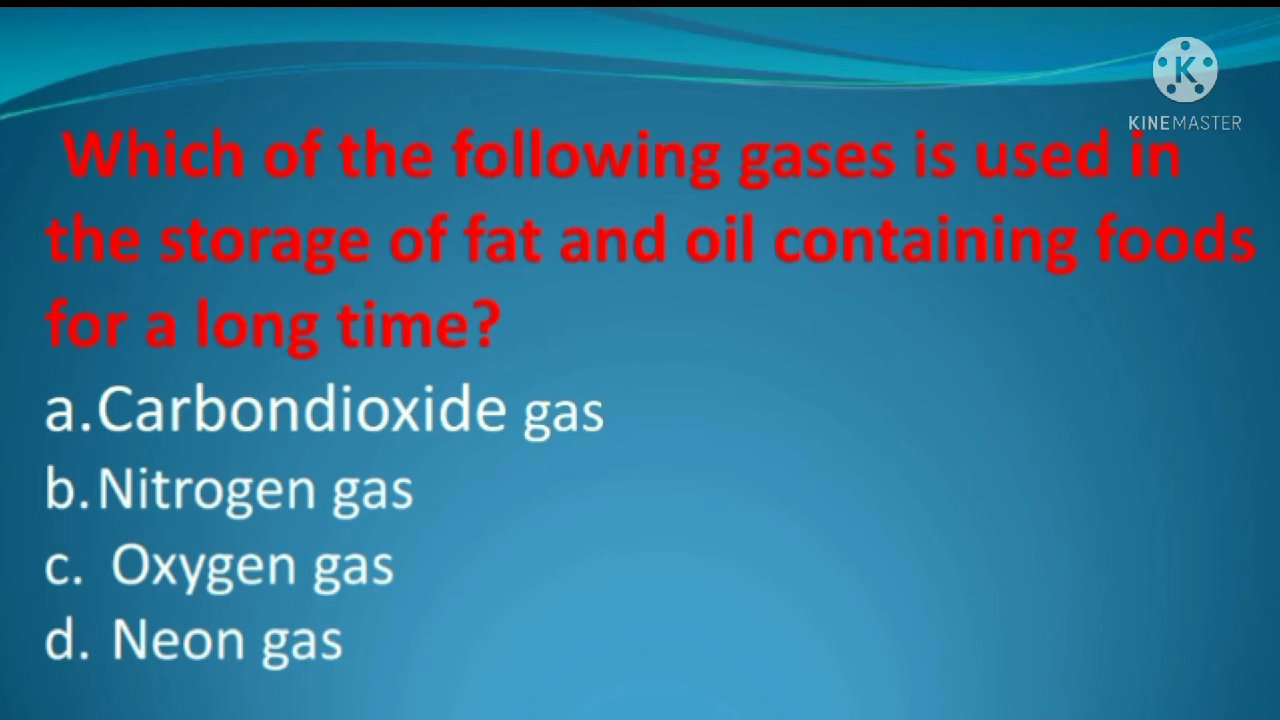 KINEMASTER
Which of the following gases is used in
the storage of fat and oil containing foods
for a long time?
a.Carbondioxide gas
b.Nitrogen gas
c. Oxygen gas
d. Neon gas